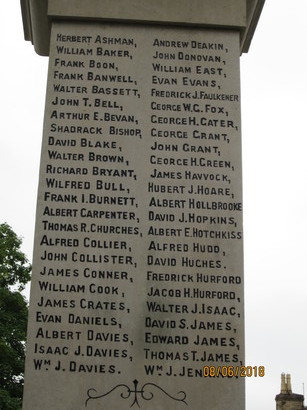 HERBERT ASHMAN,
WILLIAM BAKER,
FRANK BOON,
FRANK BANWELL,
WALTER BASSETT,
JOHN T. BELL,
ARTHUR E. BEVAN,
SHADRACK BISHOP,
DAVID BLAKE,
WALTER BROWN,
RICHARD BRYANT,
WILFRED BULL,
FRANK I. BURNETT,
ALBERT CARPENTER,
THOMAS R. CHURCHES,
ALFRED COLLIER,
JOHN COLLISTER,
JAMES CONNER,
WILLIAM COOK,
JAMES CRATES,
EVAN DANIELS,
ALBERT DAVIES,
ISAAC J. DAVIES,
WM J. DAVIES.
ANDREW DEAKIN,
JOHN DONOVAN,
WILLIAM EAST,
EVAN EVANS,
FREDRICK J. FAULKENER
GEORGE W.G. FOX,
GEORGE H. GATER,
GEORGE GRANT,
JOHN GRANT,
GEORGE H. GREEN,
JAMES HAVVOCK,
HUBERT J. HOARE,
ALBERT HOLLBROOKE
DAVID J. HOPKINS,
ALBERT E. HOTCHKISS
ALFRED HUDD,
DAVID HUGHES.
FREDRICK HURFORD
JACOB H. HURFORD,
WALTER J. ISAAC,
DAVID S. JAMES,
EDWARD JAMES,
THOMAS T. JAMES,
WM J. JEN
08/06/2018